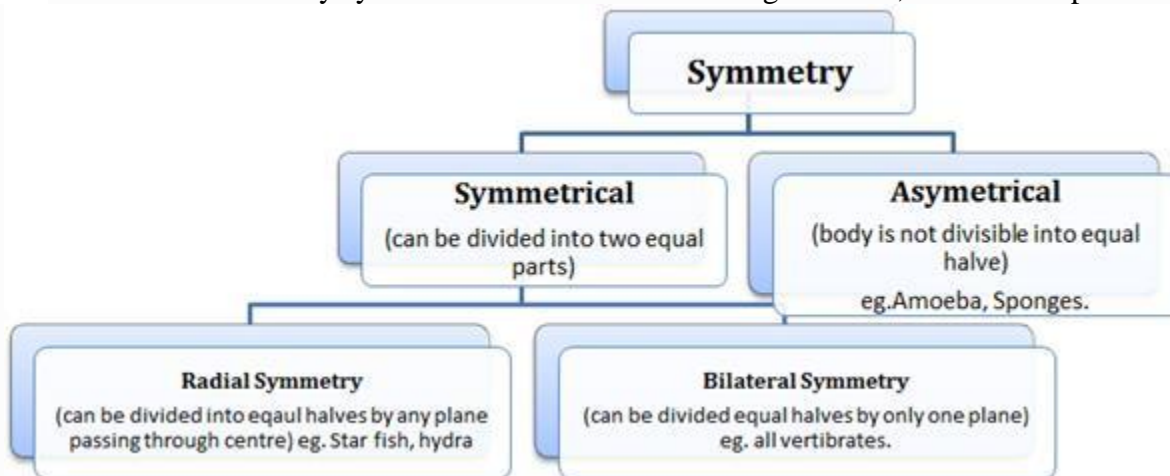 Symmetry
Symmetrical
(can be divided into two equal
parts)
Asymetrical
(body is not divisible into equal
halve)
eg.Amoeba, Sponges.
Radial Symmetry
(can be divided into eqaul halves by any plane
passing through centre) eg. Star fish, hydra
Bilateral Symmetry
(can be divided equal halves by only one plane)
eg. all vertibrates.